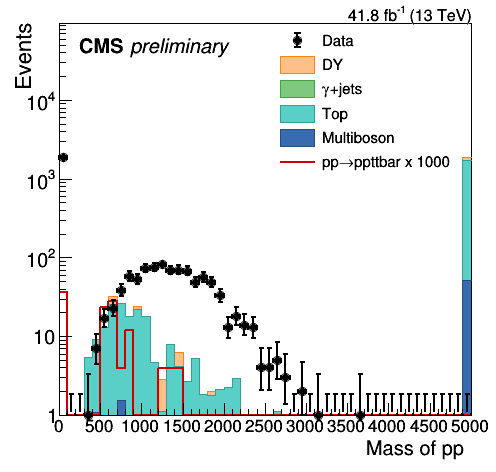 41.8 fb⁻¹ (13 TeV)
CMS preliminary
Data
DY
γ+jets
Top
Multiboson
pp→ppttbar x 1000
Events
10⁴
10³
10²
10
1
0 500 1000 1500 2000 2500 3000 3500 4000 4500 5000
Mass of pp